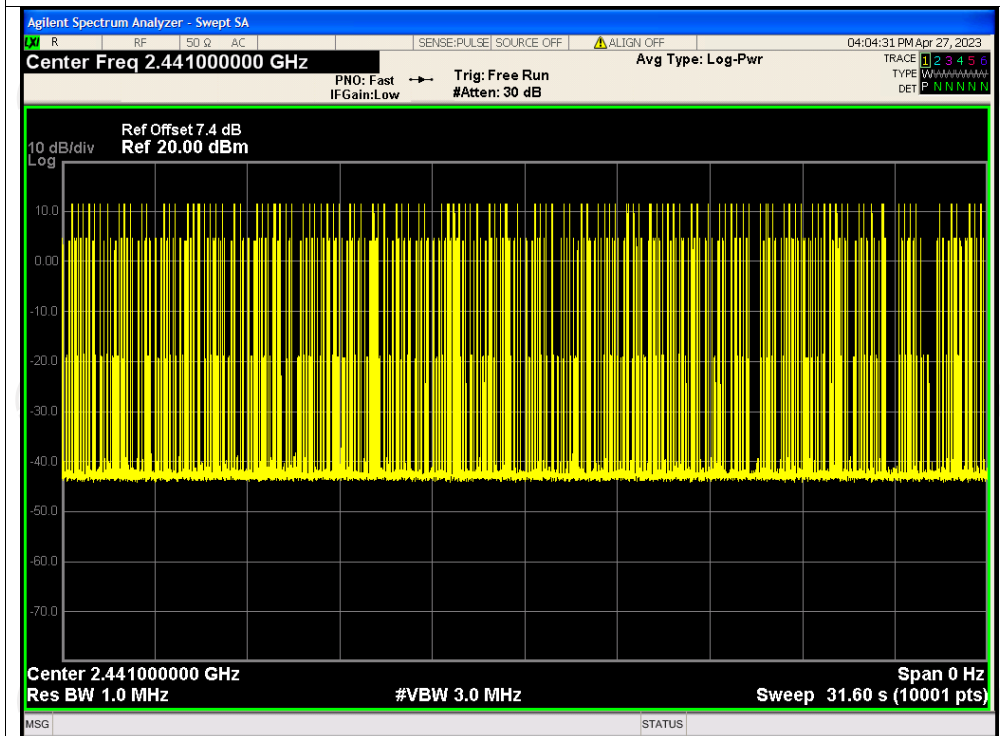 Agilent Spectrum Analyzer - Swept SA
LXI R RF 50 Ω AC SENSE:PULSE SOURCE OFF ALIGN OFF 04:04:31 PM Apr 27, 2023
Center Freq 2.441000000 GHz Avg Type: Log-Pwr TRACE 1 2 3 4 5 6
PNO: Fast Trig: Free Run TYPE W
IFGain:Low #Atten: 30 dB DET P N N N N N
Ref Offset 7.4 dB
10 dB/div Ref 20.00 dBm
Log
10.0
0.00
-10.0
-20.0
-30.0
-40.0
-50.0
-60.0
-70.0
Center 2.441000000 GHz Span 0 Hz
Res BW 1.0 MHz #VBW 3.0 MHz Sweep 31.60 s (10001 pts)
MSG STATUS